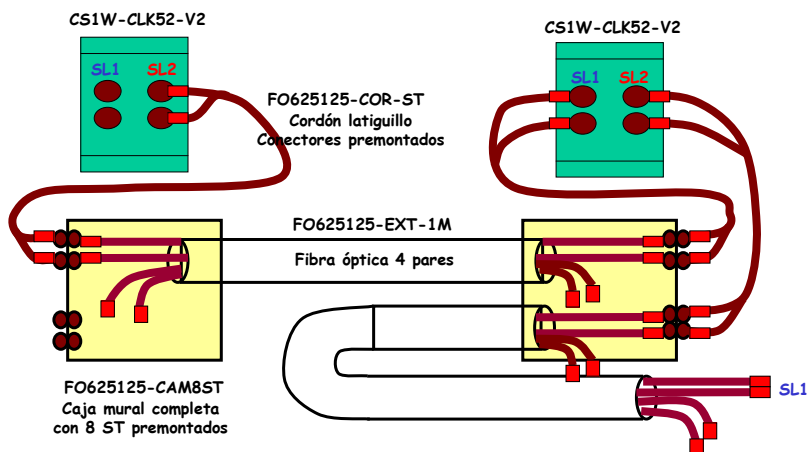 CS1W-CLK52-V2
SL1
SL2
CS1W-CLK52-V2
SL1
SL2
FO625125-COR-ST
Cordón latiguillo
Conectores premontados
FO625125-EXT-1M
Fibra óptica 4 pares
FO625125-CAM8ST
Caja mural completa
con 8 ST premontados
SL1